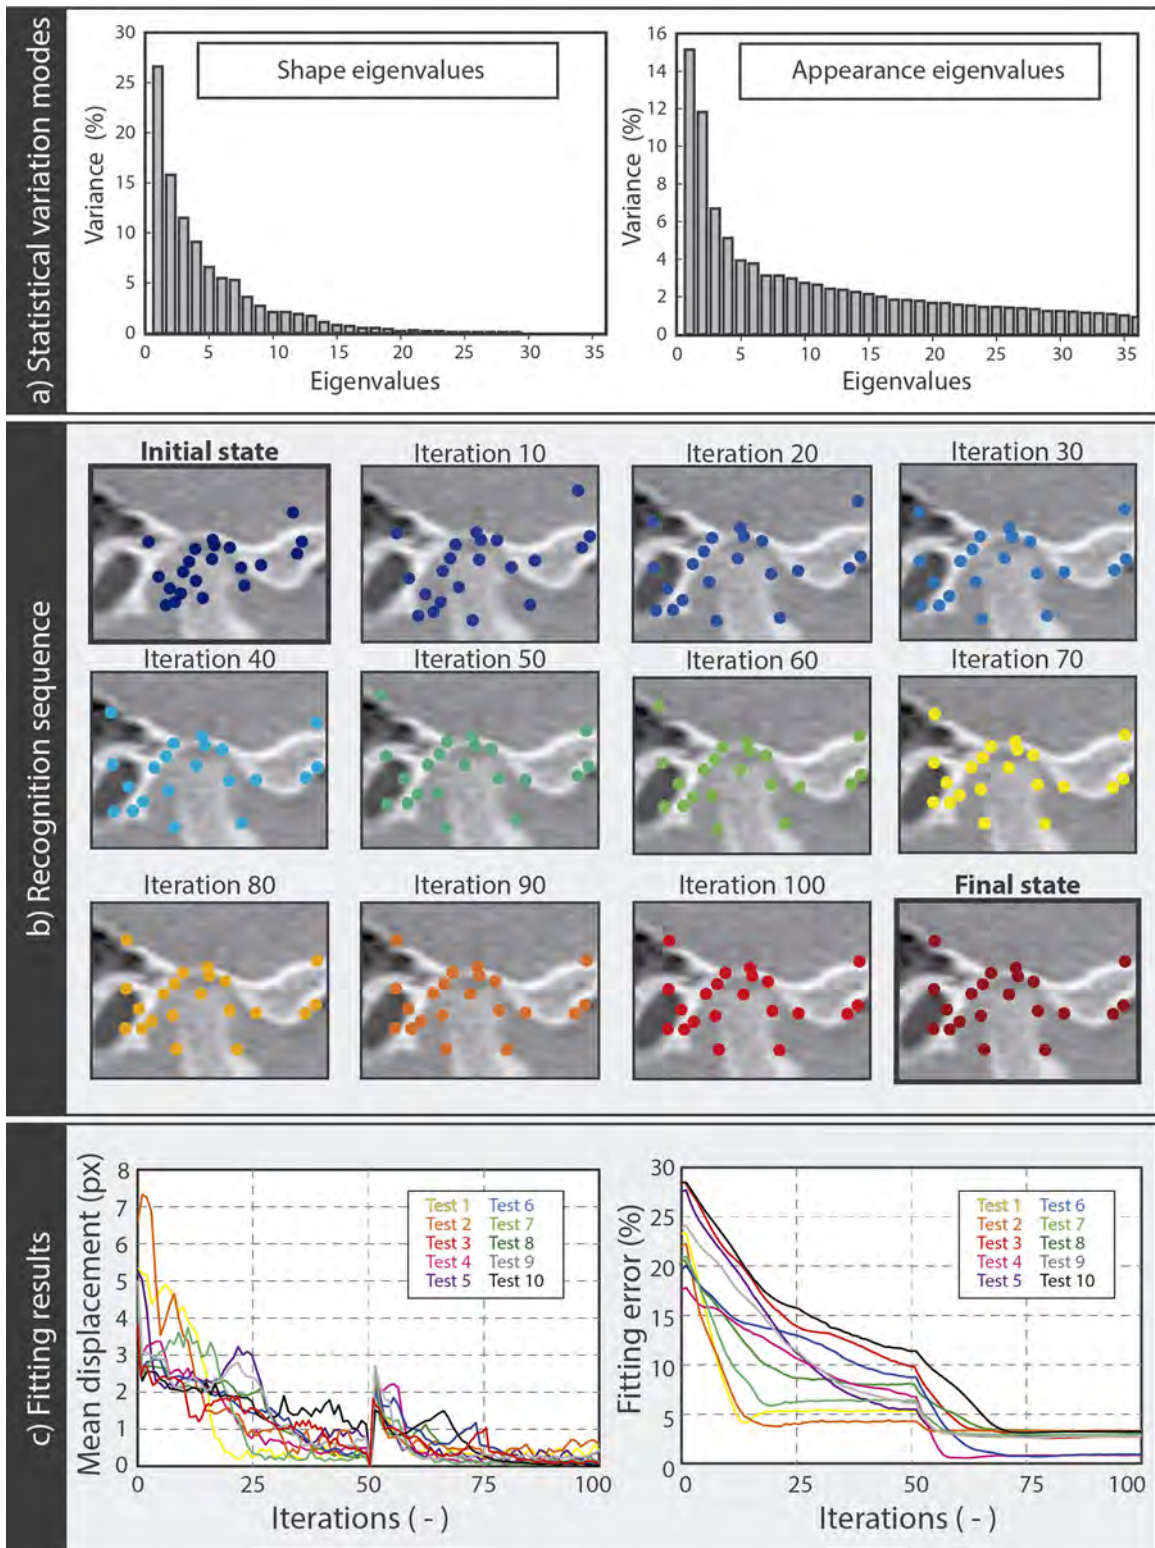 a) Statistical variation modes
30
25
20
15
10
5
0
Variance (%)
Shape eigenvalues
0 5 10 15 20 25 30 35
Eigenvalues
16
14
12
10
8
6
4
2
0
Variance (%)
Appearance eigenvalues
0 5 10 15 20 25 30 35
Eigenvalues
b) Recognition sequence
Initial state
Iteration 10
Iteration 20
Iteration 30
Iteration 40
Iteration 50
Iteration 60
Iteration 70
Iteration 80
Iteration 90
Iteration 100
Final state
c) Fitting results
Mean displacement (px)
8
7
6
5
4
3
2
1
0
Test 1 Test 6
Test 2 Test 7
Test 3 Test 8
Test 4 Test 9
Test 5 Test 10
0 25 50 75 100
Iterations ( - )
Fitting error (%)
30
25
20
15
10
5
0
Test 1 Test 6
Test 2 Test 7
Test 3 Test 8
Test 4 Test 9
Test 5 Test 10
0 25 50 75 100
Iterations ( - )